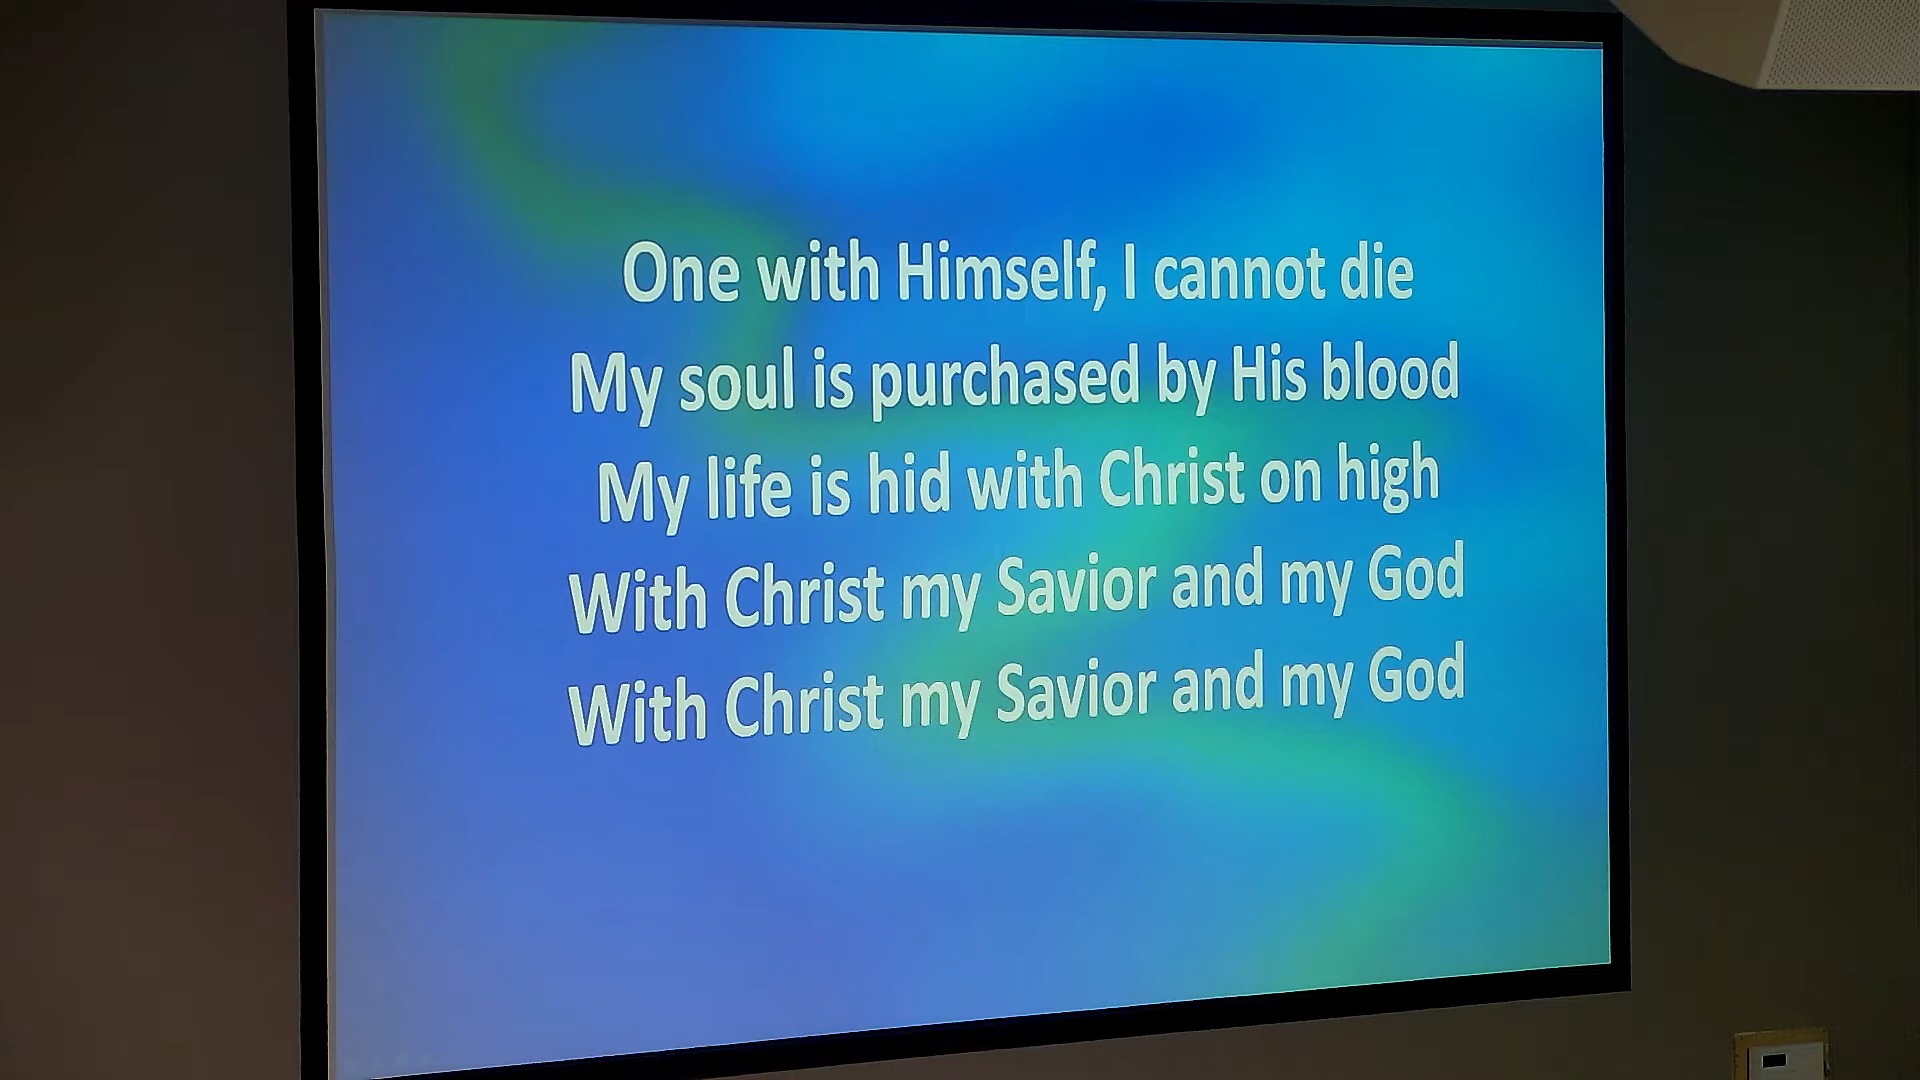 One with Himself, I cannot die
My soul is purchased by His blood
My life is hid with Christ on high
With Christ my Savior and my God
With Christ my Savior and my God